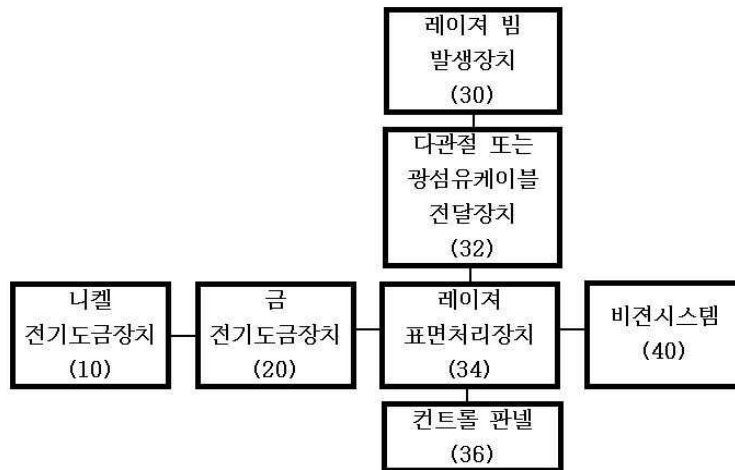 레이져 빔
발생장치
(30)
다관절 또는
광섬유케이블
전달장치
(32)
니켈
전기도금장치
(10)
금
전기도금장치
(20)
레이져
표면처리장치
(34)
비젼시스템
(40)
컨트롤 판넬
(36)